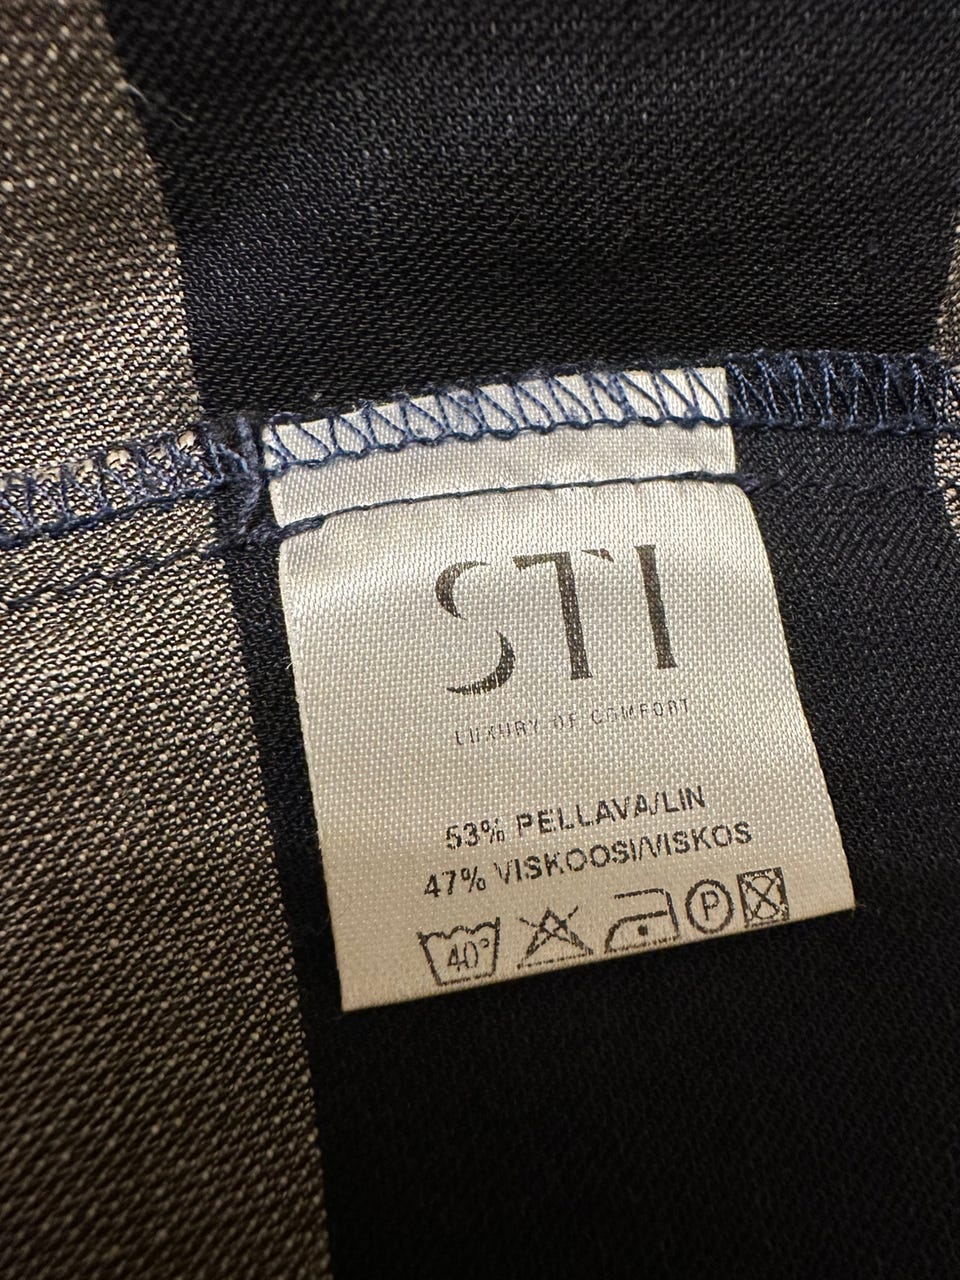 STI
LUXURY OF COMFORT
53% PELLAVA/LIN
47% VISKOOSI/VISKOS
40° P